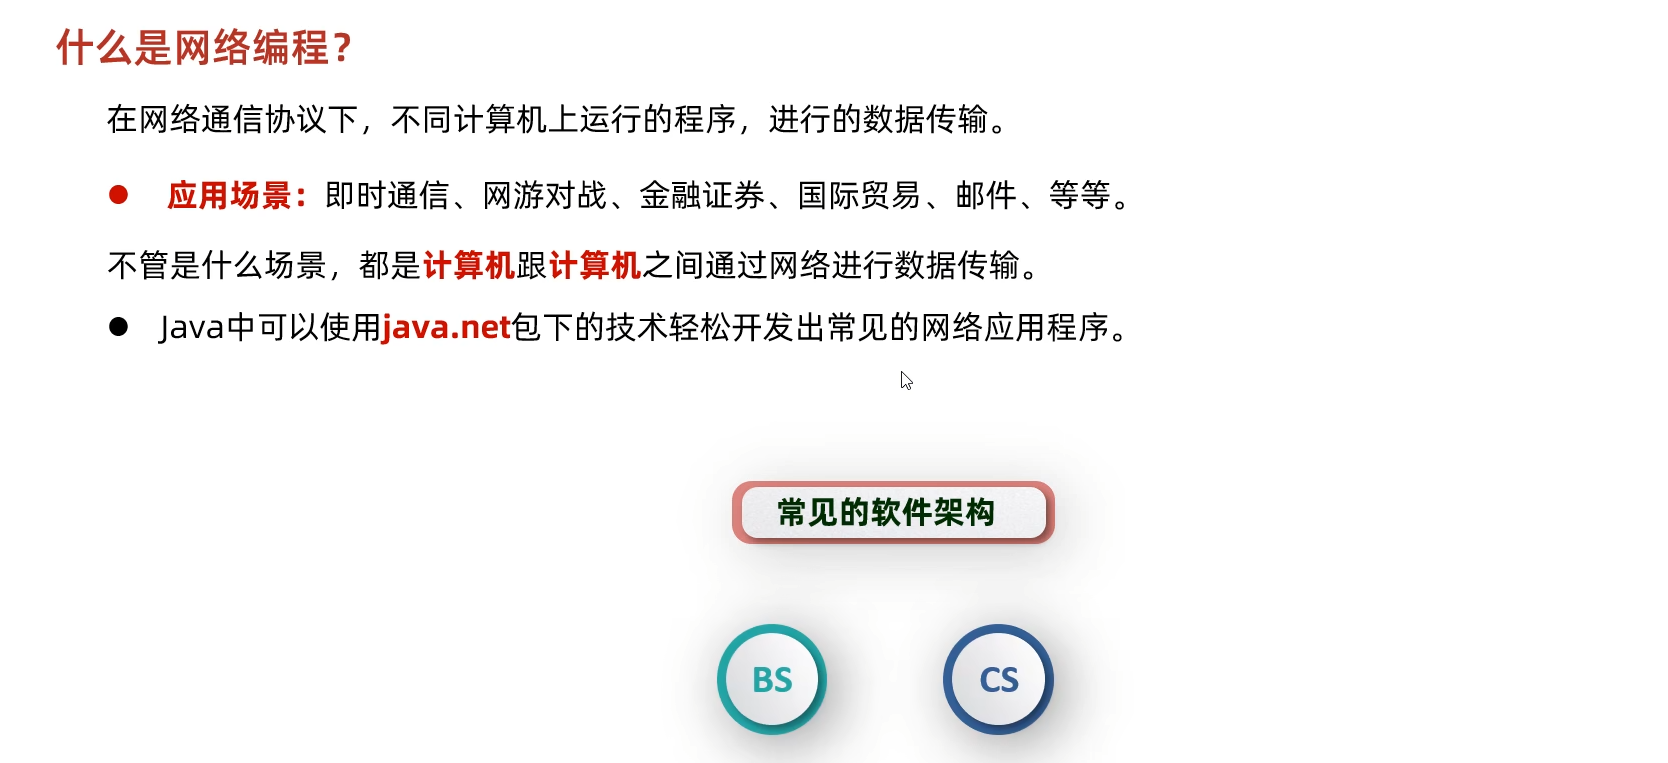 什么是网络编程?
在网络通信协议下，不同计算机上运行的程序，进行的数据传输。
● 应用场景：即时通信、网游对战、金融证券、国际贸易、邮件、等等。
不管是什么场景，都是计算机跟计算机之间通过网络进行数据传输。
● Java中可以使用java.net包下的技术轻松开发出常见的网络应用程序。
常见的软件架构
BS
CS